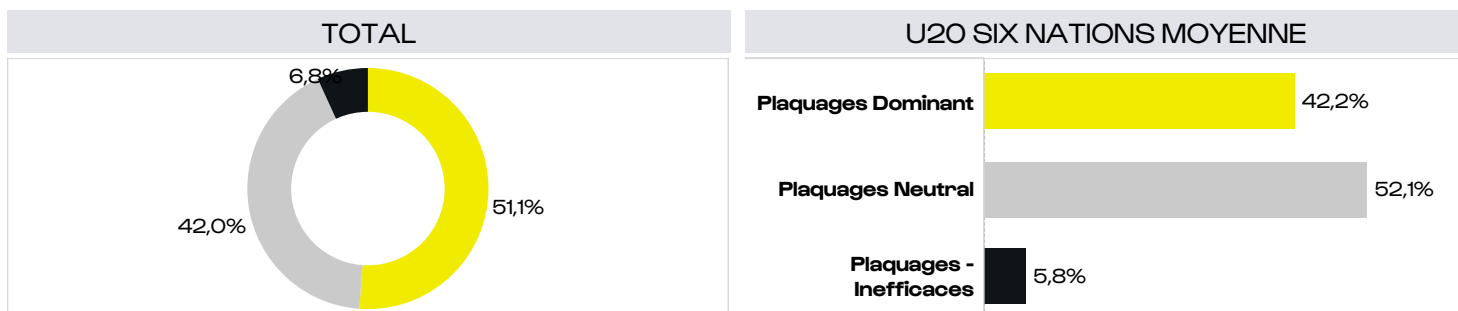 TOTAL
6,8%
42,0%
51,1%
U20 SIX NATIONS MOYENNE
Plaquages Dominant
42,2%
Plaquages Neutral
52,1%
Plaquages -
Inefficaces
5,8%